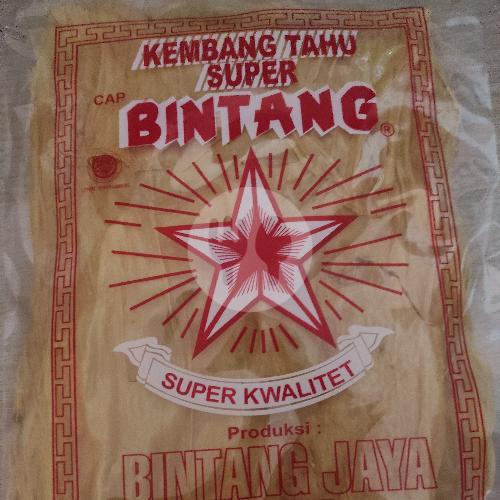 KEMBANG TAHU
SUPER
CAP
BINTANG®
SUPER KWALITET
Produksi :
BINTANG JAYA